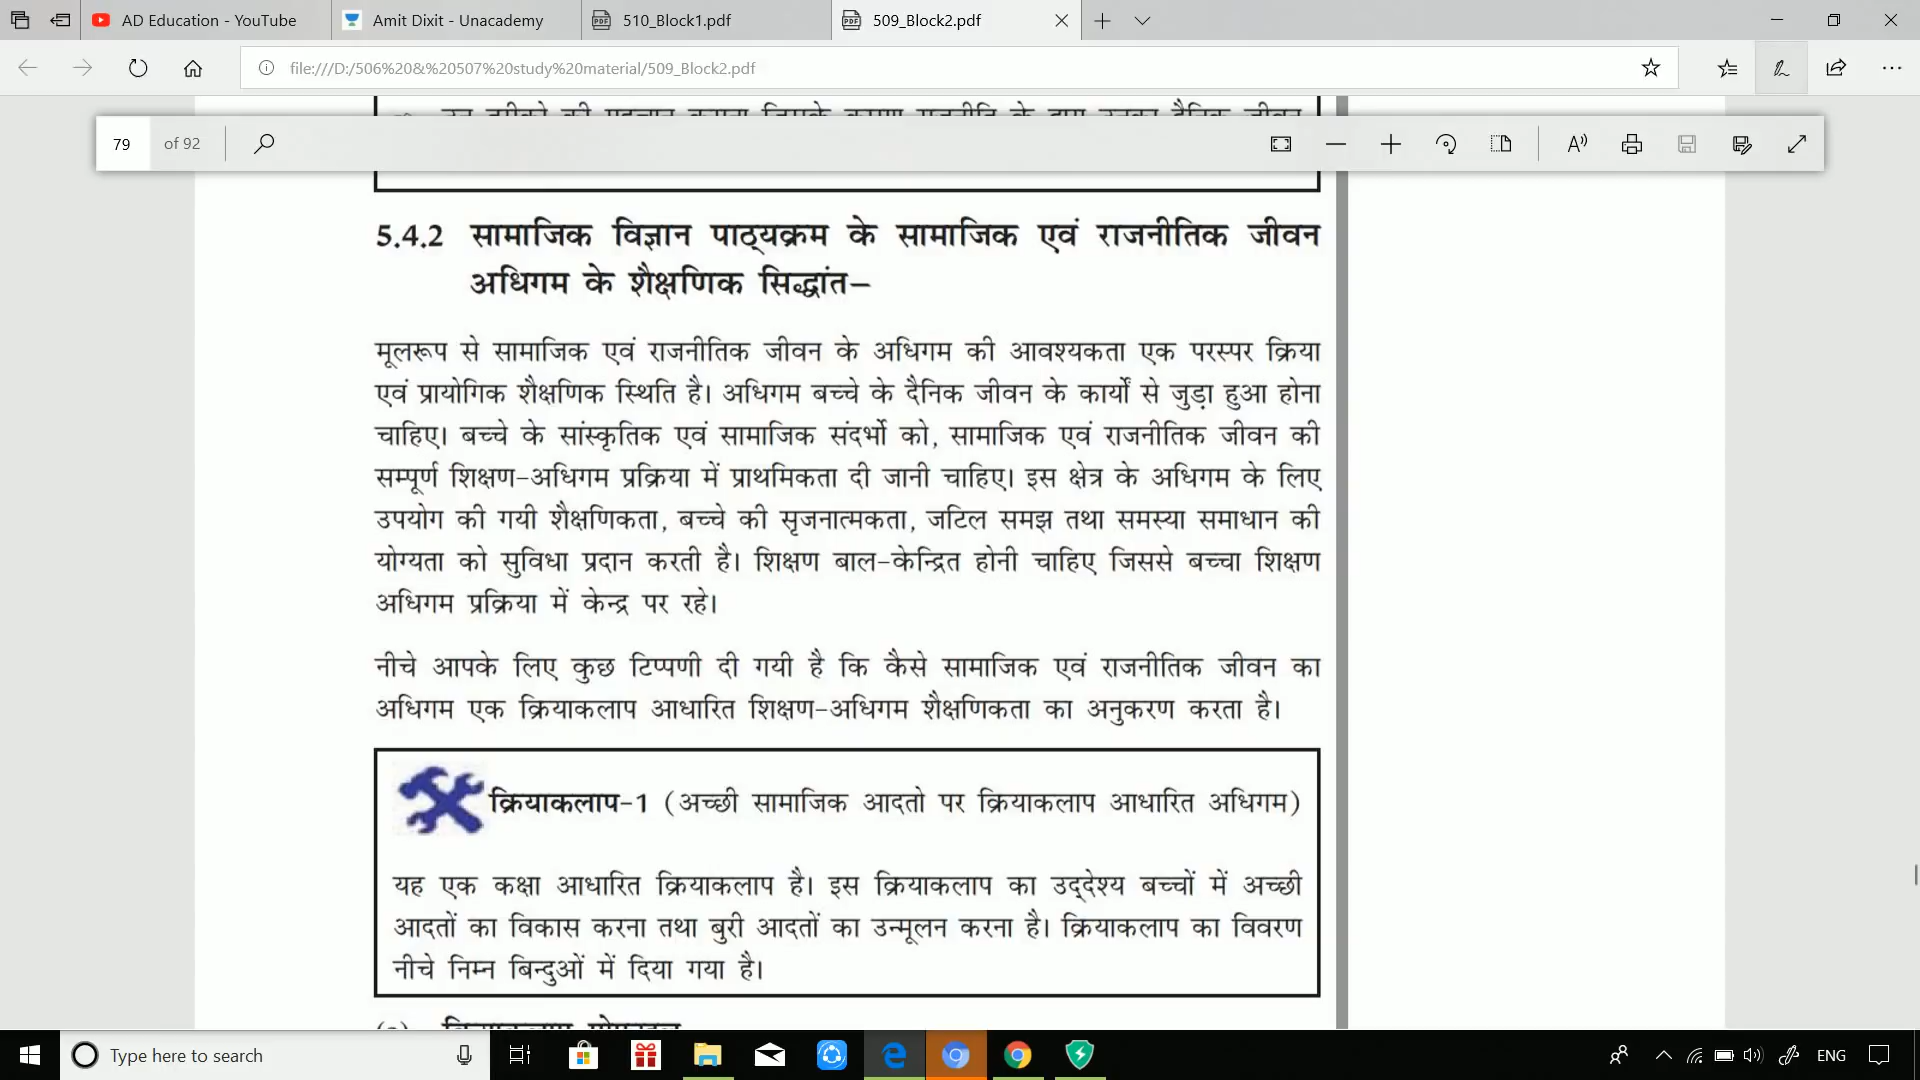 AD Education - YouTube
Amit Dixit - Unacademy
510_Block1.pdf
509_Block2.pdf
file:///D:/506%20&%20507%20study%20material/509_Block2.pdf
79 of 92
5.4.2 सामाजिक विज्ञान पाठ्यक्रम के सामाजिक एवं राजनीतिक जीवन
अधिगम के शैक्षणिक सिद्धांत–
मूलरूप से सामाजिक एवं राजनीतिक जीवन के अधिगम की आवश्यकता एक परस्पर क्रिया
एवं प्रायोगिक शैक्षणिक स्थिति है। अधिगम बच्चे के दैनिक जीवन के कार्यों से जुड़ा हुआ होना
चाहिए। बच्चे के सांस्कृतिक एवं सामाजिक संदर्भो को, सामाजिक एवं राजनीतिक जीवन की
सम्पूर्ण शिक्षण-अधिगम प्रक्रिया में प्राथमिकता दी जानी चाहिए। इस क्षेत्र के अधिगम के लिए
उपयोग की गयी शैक्षणिकता, बच्चे की सृजनात्मकता, जटिल समझ तथा समस्या समाधान की
योग्यता को सुविधा प्रदान करती है। शिक्षण बाल-केन्द्रित होनी चाहिए जिससे बच्चा शिक्षण
अधिगम प्रक्रिया में केन्द्र पर रहे।
नीचे आपके लिए कुछ टिप्पणी दी गयी है कि कैसे सामाजिक एवं राजनीतिक जीवन का
अधिगम एक क्रियाकलाप आधारित शिक्षण-अधिगम शैक्षणिकता का अनुकरण करता है।
क्रियाकलाप-1 (अच्छी सामाजिक आदतो पर क्रियाकलाप आधारित अधिगम)
यह एक कक्षा आधारित क्रियाकलाप है। इस क्रियाकलाप का उद्देश्य बच्चों में अच्छी
आदतों का विकास करना तथा बुरी आदतों का उन्मूलन करना है। क्रियाकलाप का विवरण
नीचे निम्न बिन्दुओं में दिया गया है।
Type here to search
ENG